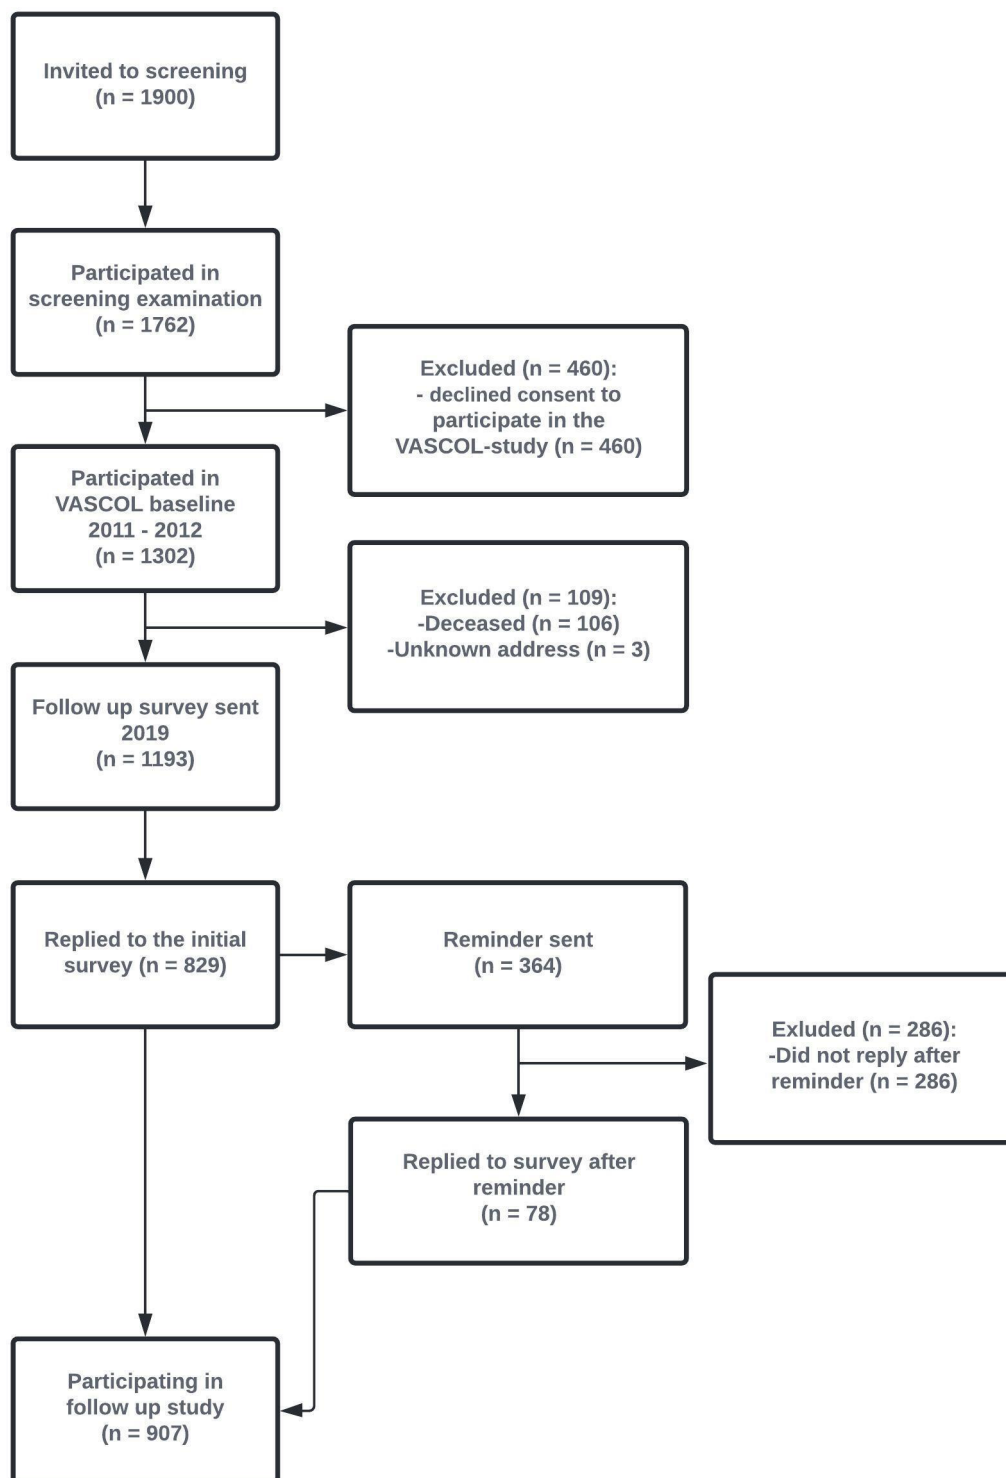 Invited to screening
(n = 1900)
Participated in
screening examination
(n = 1762)
Excluded (n = 460):
- declined consent to
participate in the
VASCOL-study (n = 460)
Participated in
VASCOL baseline
2011 - 2012
(n = 1302)
Excluded (n = 109):
-Deceased (n = 106)
-Unknown address (n = 3)
Follow up survey sent
2019
(n = 1193)
Replied to the initial
survey (n = 829)
Reminder sent
(n = 364)
Exluded (n = 286):
-Did not reply after
reminder (n = 286)
Replied to survey after
reminder
(n = 78)
Participating in
follow up study
(n = 907)